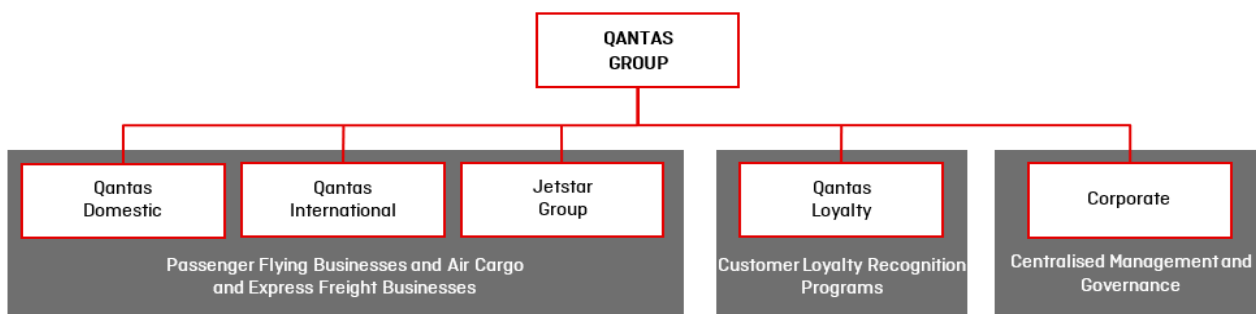 QANTAS
GROUP
Qantas
Domestic
Qantas
International
Jetstar
Group
Qantas
Loyalty
Corporate
Passenger Flying Businesses and Air Cargo
and Express Freight Businesses
Customer Loyalty Recognition
Programs
Centralised Management and
Governance